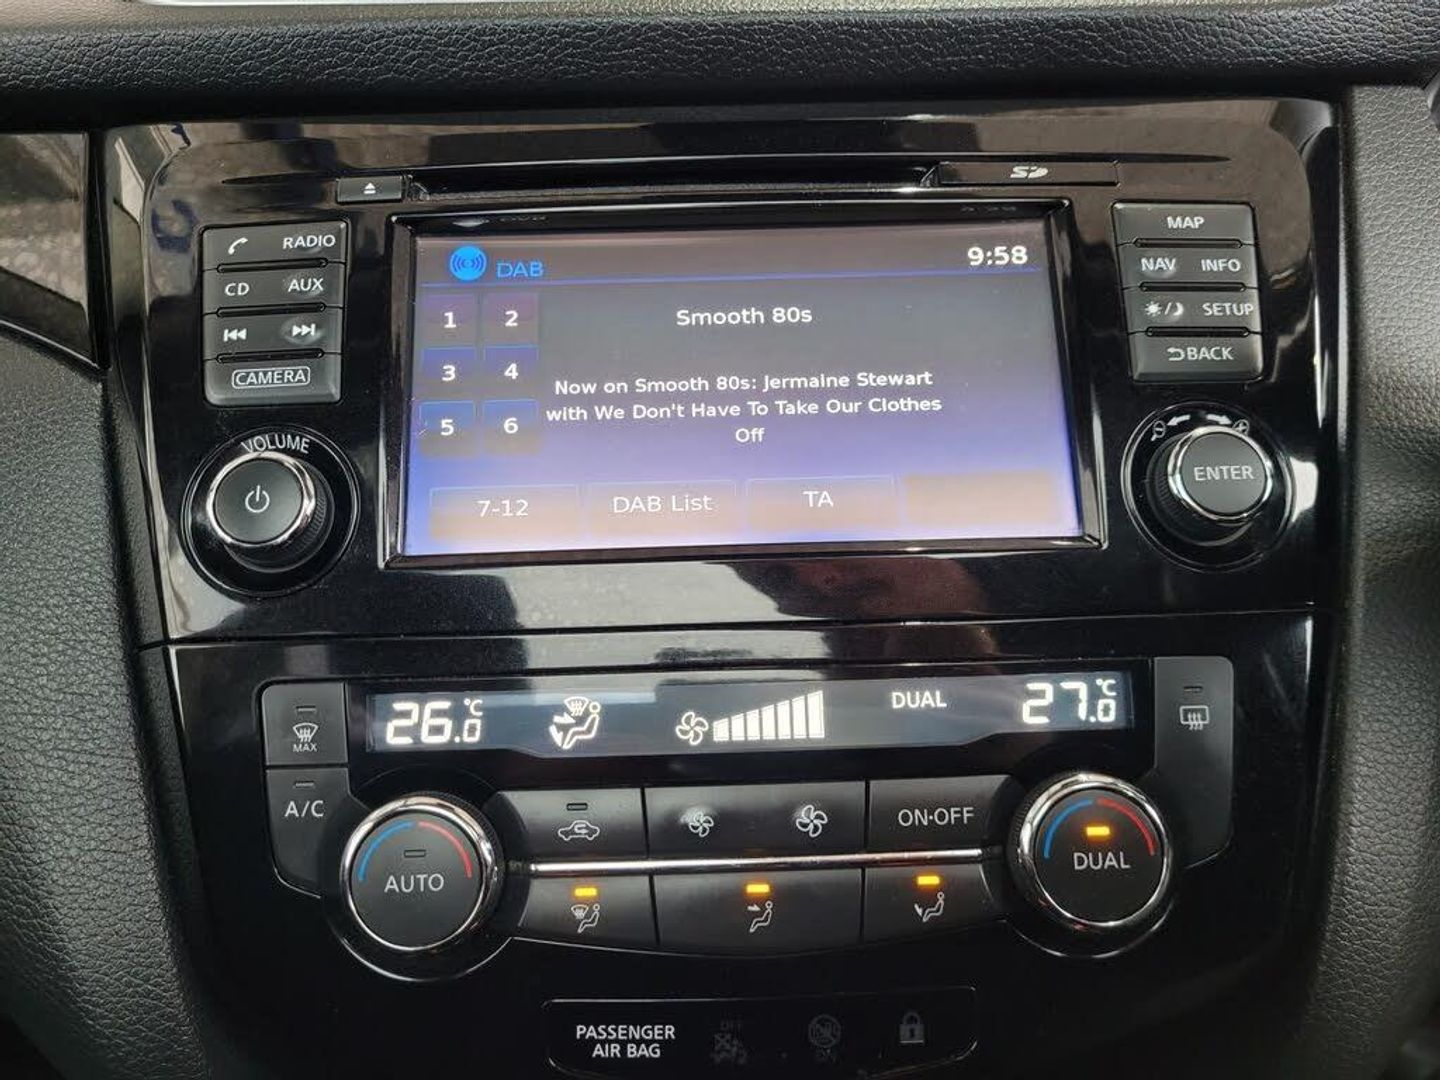 SD
RADIO
CD AUX
CAMERA
VOLUME
MAP
NAV INFO
SETUP
BACK
ENTER
DAB 9:58
1 2
3 4
5 6
Smooth 80s
Now on Smooth 80s: Jermaine Stewart
with We Don't Have To Take Our Clothes
Off
7-12 DAB List TA
MAX
26.0 °C DUAL 27.0 °C
A/C
AUTO
ON·OFF
DUAL
PASSENGER
AIR BAG
OFF